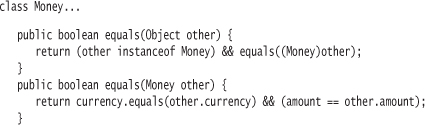 class Money...
public boolean equals(Object other) {
return (other instanceof Money) && equals((Money)other);
}
public boolean equals(Money other) {
return currency.equals(other.currency) && (amount == other.amount);
}